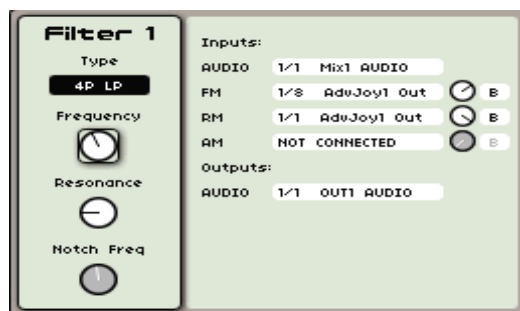 Filter 1
Type
4P LP
Frequency
Resonance
Notch Freq
Inputs:
AUDIO 1/1 Mix1 AUDIO
FM 1/8 AdvJoy1 Out B
RM 1/1 AdvJoy1 Out B
AM NOT CONNECTED B
Outputs:
AUDIO 1/1 OUT1 AUDIO